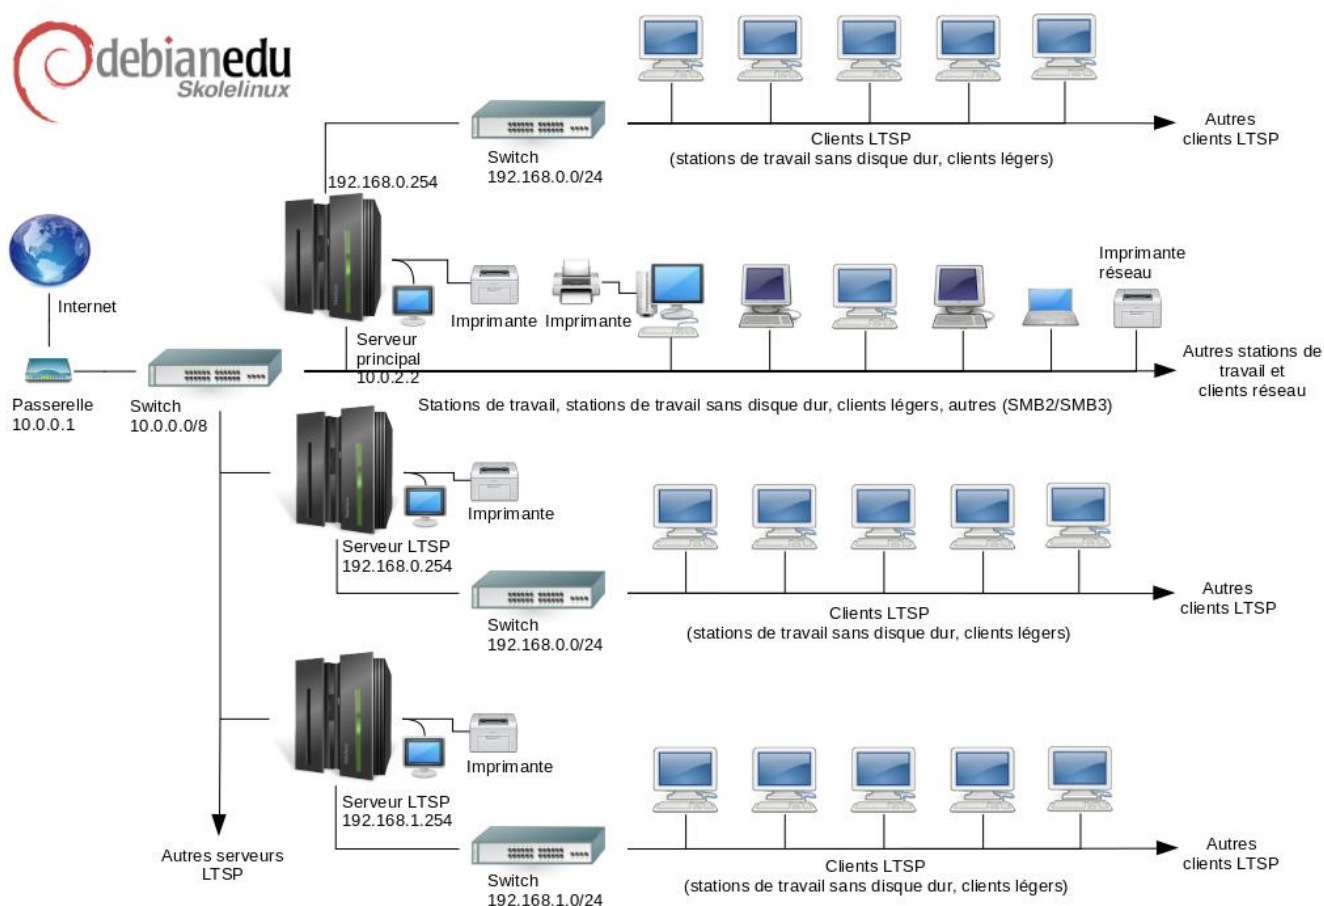 debianedu
Skolelinux
Autres
clients LTSP
Clients LTSP
(stations de travail sans disque dur, clients légers)
Switch
192.168.0.0/24
192.168.0.254
Internet
Imprimante
réseau
Imprimante
Imprimante
Serveur
principal
10.0.2.2
Autres stations de
travail et
clients réseau
Passerelle
10.0.0.1
Switch
10.0.0.0/8
Stations de travail, stations de travail sans disque dur, clients légers, autres (SMB2/SMB3)
Imprimante
Serveur LTSP
192.168.0.254
Switch
192.168.0.0/24
Clients LTSP
(stations de travail sans disque dur, clients légers)
Autres
clients LTSP
Imprimante
Serveur LTSP
192.168.1.254
Autres serveurs
LTSP
Switch
192.168.1.0/24
Clients LTSP
(stations de travail sans disque dur, clients légers)
Autres
clients LTSP